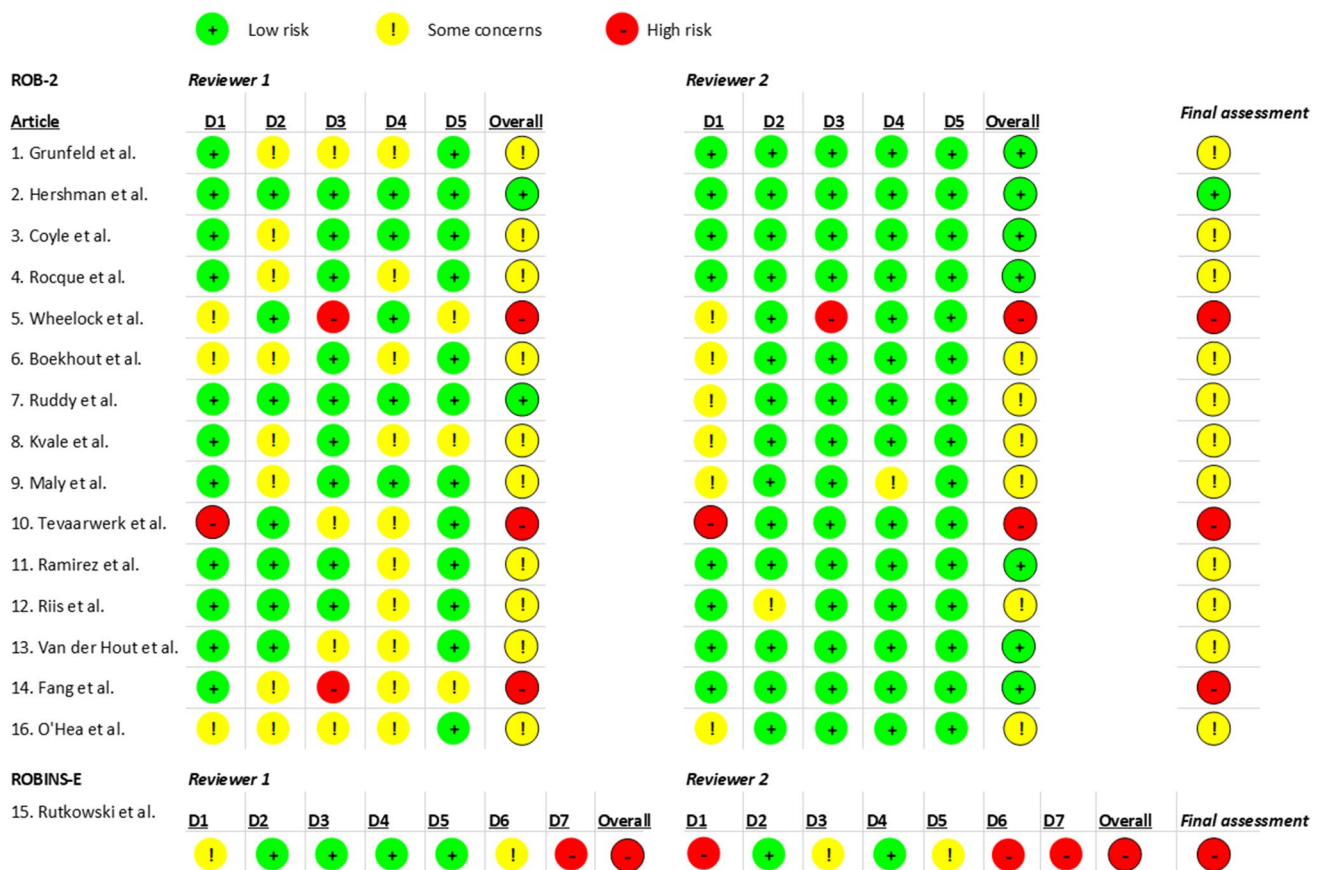 + Low risk ! Some concerns - High risk
ROB-2 Reviewer 1 Reviewer 2
Article D1 D2 D3 D4 D5 Overall D1 D2 D3 D4 D5 Overall Final assessment
1. Grunfeld et al. + ! ! ! + ! + + + + + + !
2. Hershman et al. + + + + + + + + + + + + +
3. Coyle et al. + ! + + + ! + + + + + + !
4. Rocque et al. + ! + ! + ! + + + + + + !
5. Wheelock et al. ! + - + ! - ! + - + + - -
6. Boekhout et al. ! ! + ! + ! ! + + + + ! !
7. Ruddy et al. + + + + + + ! + + + + ! !
8. Kvale et al. + ! + ! ! ! ! + + + + ! !
9. Maly et al. + ! + + + ! ! + + ! + ! !
10. Tevaarwerk et al. - + ! ! + - - + + + + - -
11. Ramirez et al. + + + ! + ! + + + + + + !
12. Riis et al. + + + ! + ! + ! + + + ! !
13. Van der Hout et al. + + ! ! + ! + + + + + + !
14. Fang et al. + ! - ! ! - + + + + + + -
16. O'Hea et al. ! ! ! ! + ! ! + + + + ! !
ROBINS-E Reviewer 1 Reviewer 2
15. Rutkowski et al.
D1 D2 D3 D4 D5 D6 D7 Overall D1 D2 D3 D4 D5 D6 D7 Overall Final assessment
! + + + + ! - - - + ! + ! - - - -